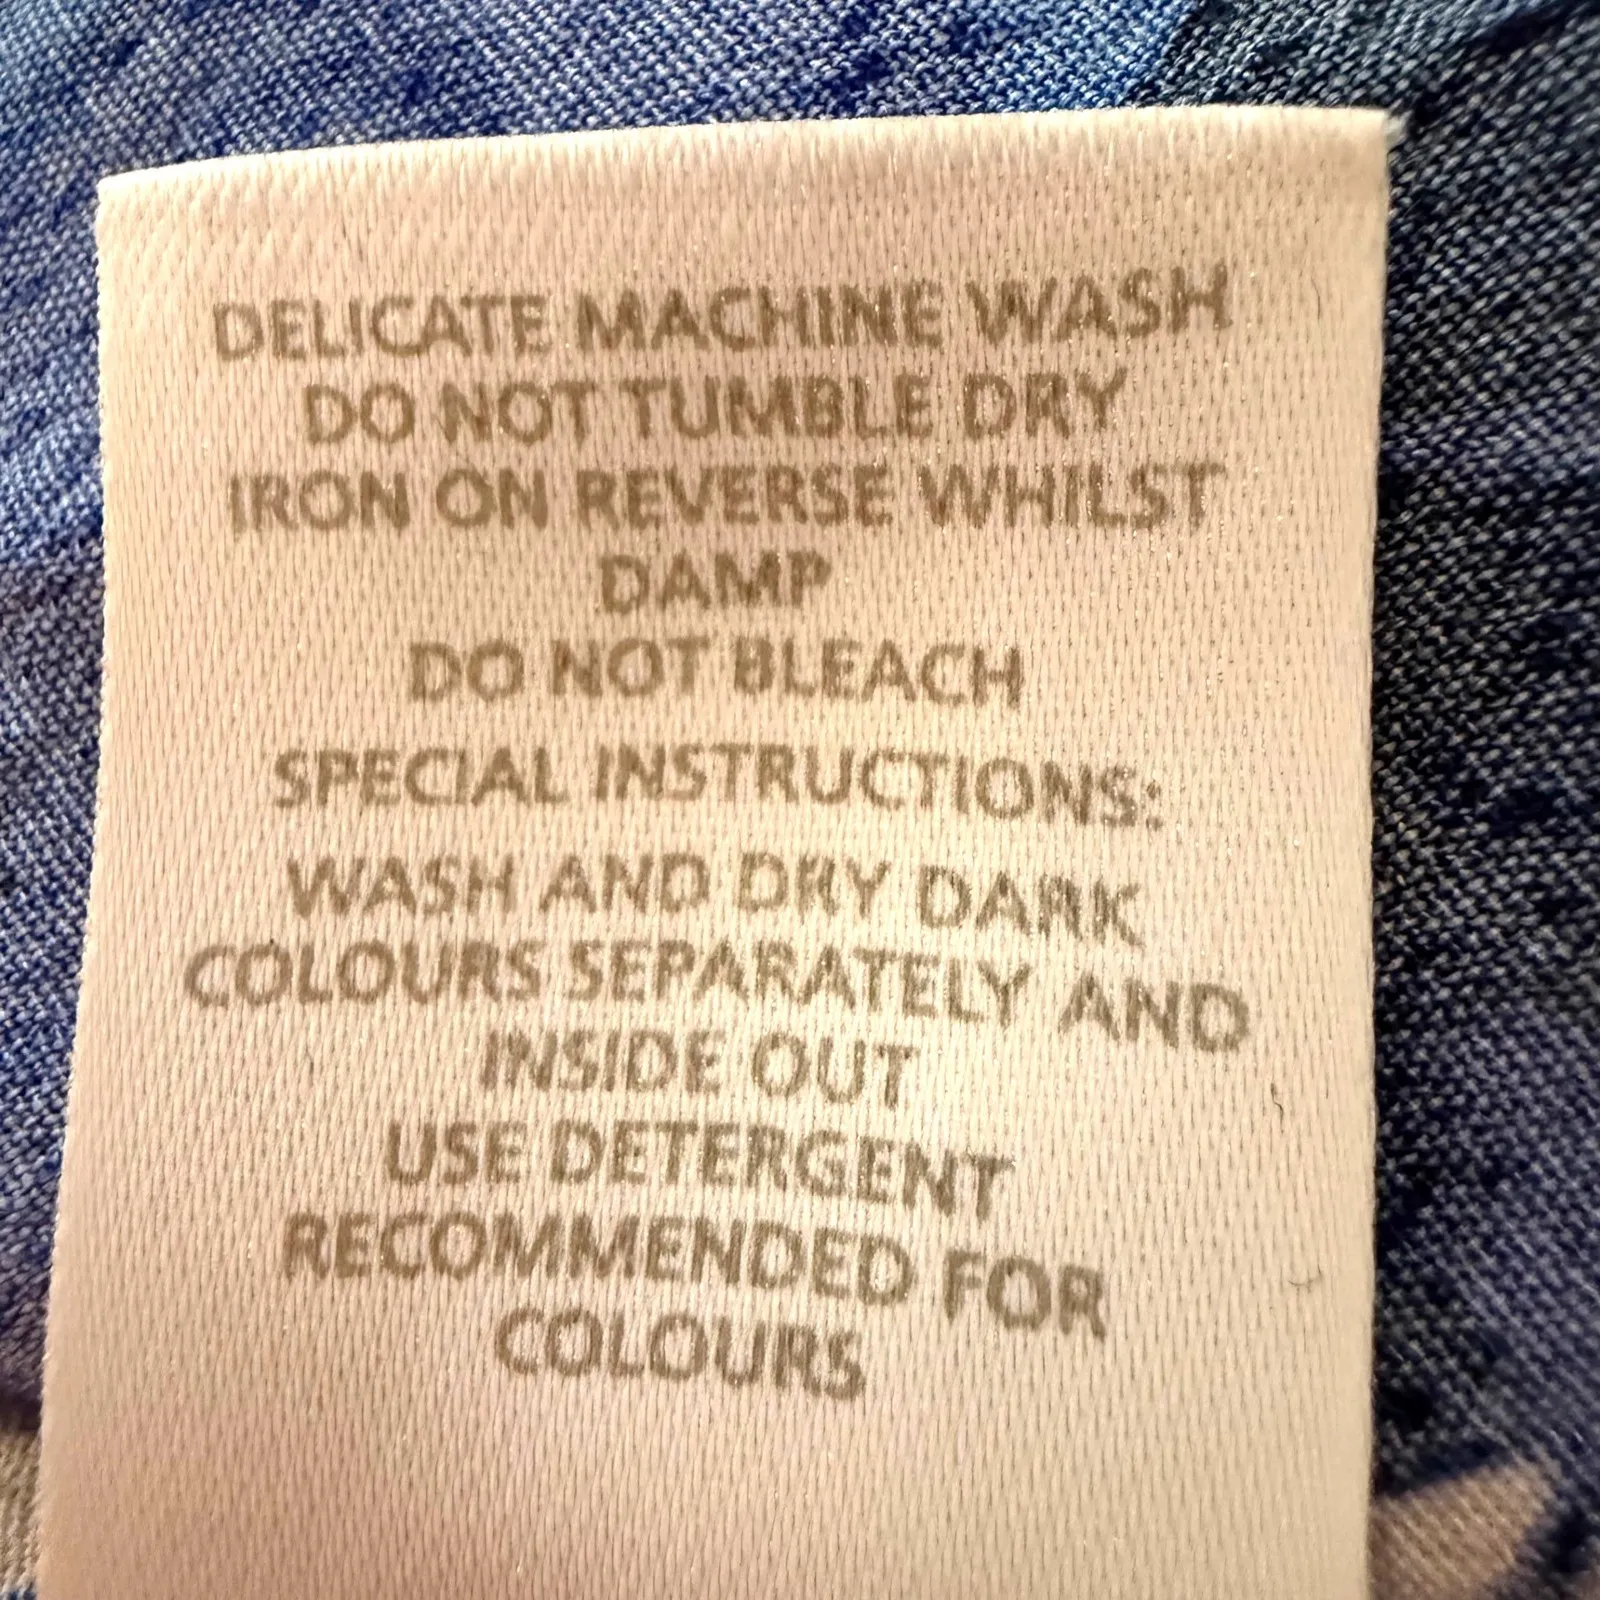 DELICATE MACHINE WASH
DO NOT TUMBLE DRY
IRON ON REVERSE WHILST
DAMP
DO NOT BLEACH
SPECIAL INSTRUCTIONS:
WASH AND DRY DARK
COLOURS SEPARATELY AND
INSIDE OUT
USE DETERGENT
RECOMMENDED FOR
COLOURS